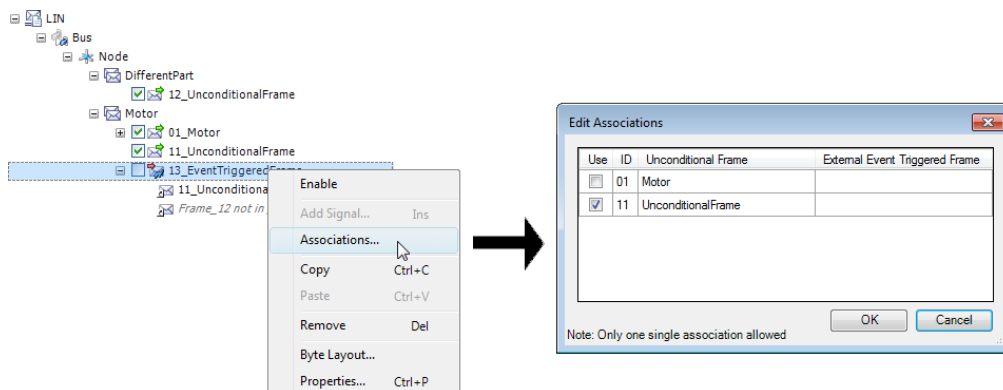 LIN
Bus
Node
DifferentPart
12_UnconditionalFrame
Motor
01_Motor
11_UnconditionalFrame
13_EventTriggeredFrame
11_Unconditiona
Frame_12 not in
Enable
Add Signal... Ins
Associations...
Copy Ctrl+C
Paste Ctrl+V
Remove Del
Byte Layout...
Properties... Ctrl+P
Edit Associations
Use ID Unconditional Frame External Event Triggered Frame
01 Motor
11 UnconditionalFrame
OK Cancel
Note: Only one single association allowed